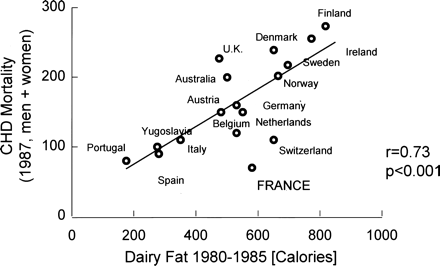 300
Finland
Denmark
U.K.
Ireland
Sweden
Australia
Norway
200
Austria
Germany
Belgium
Netherlands
Yugoslavia
Portugal
Italy
Switzerland
100
Spain
FRANCE
0
CHD Mortality
(1987, men + women)
r=0.73
p<0.001
0 200 400 600 800 1000
Dairy Fat 1980-1985 [Calories]